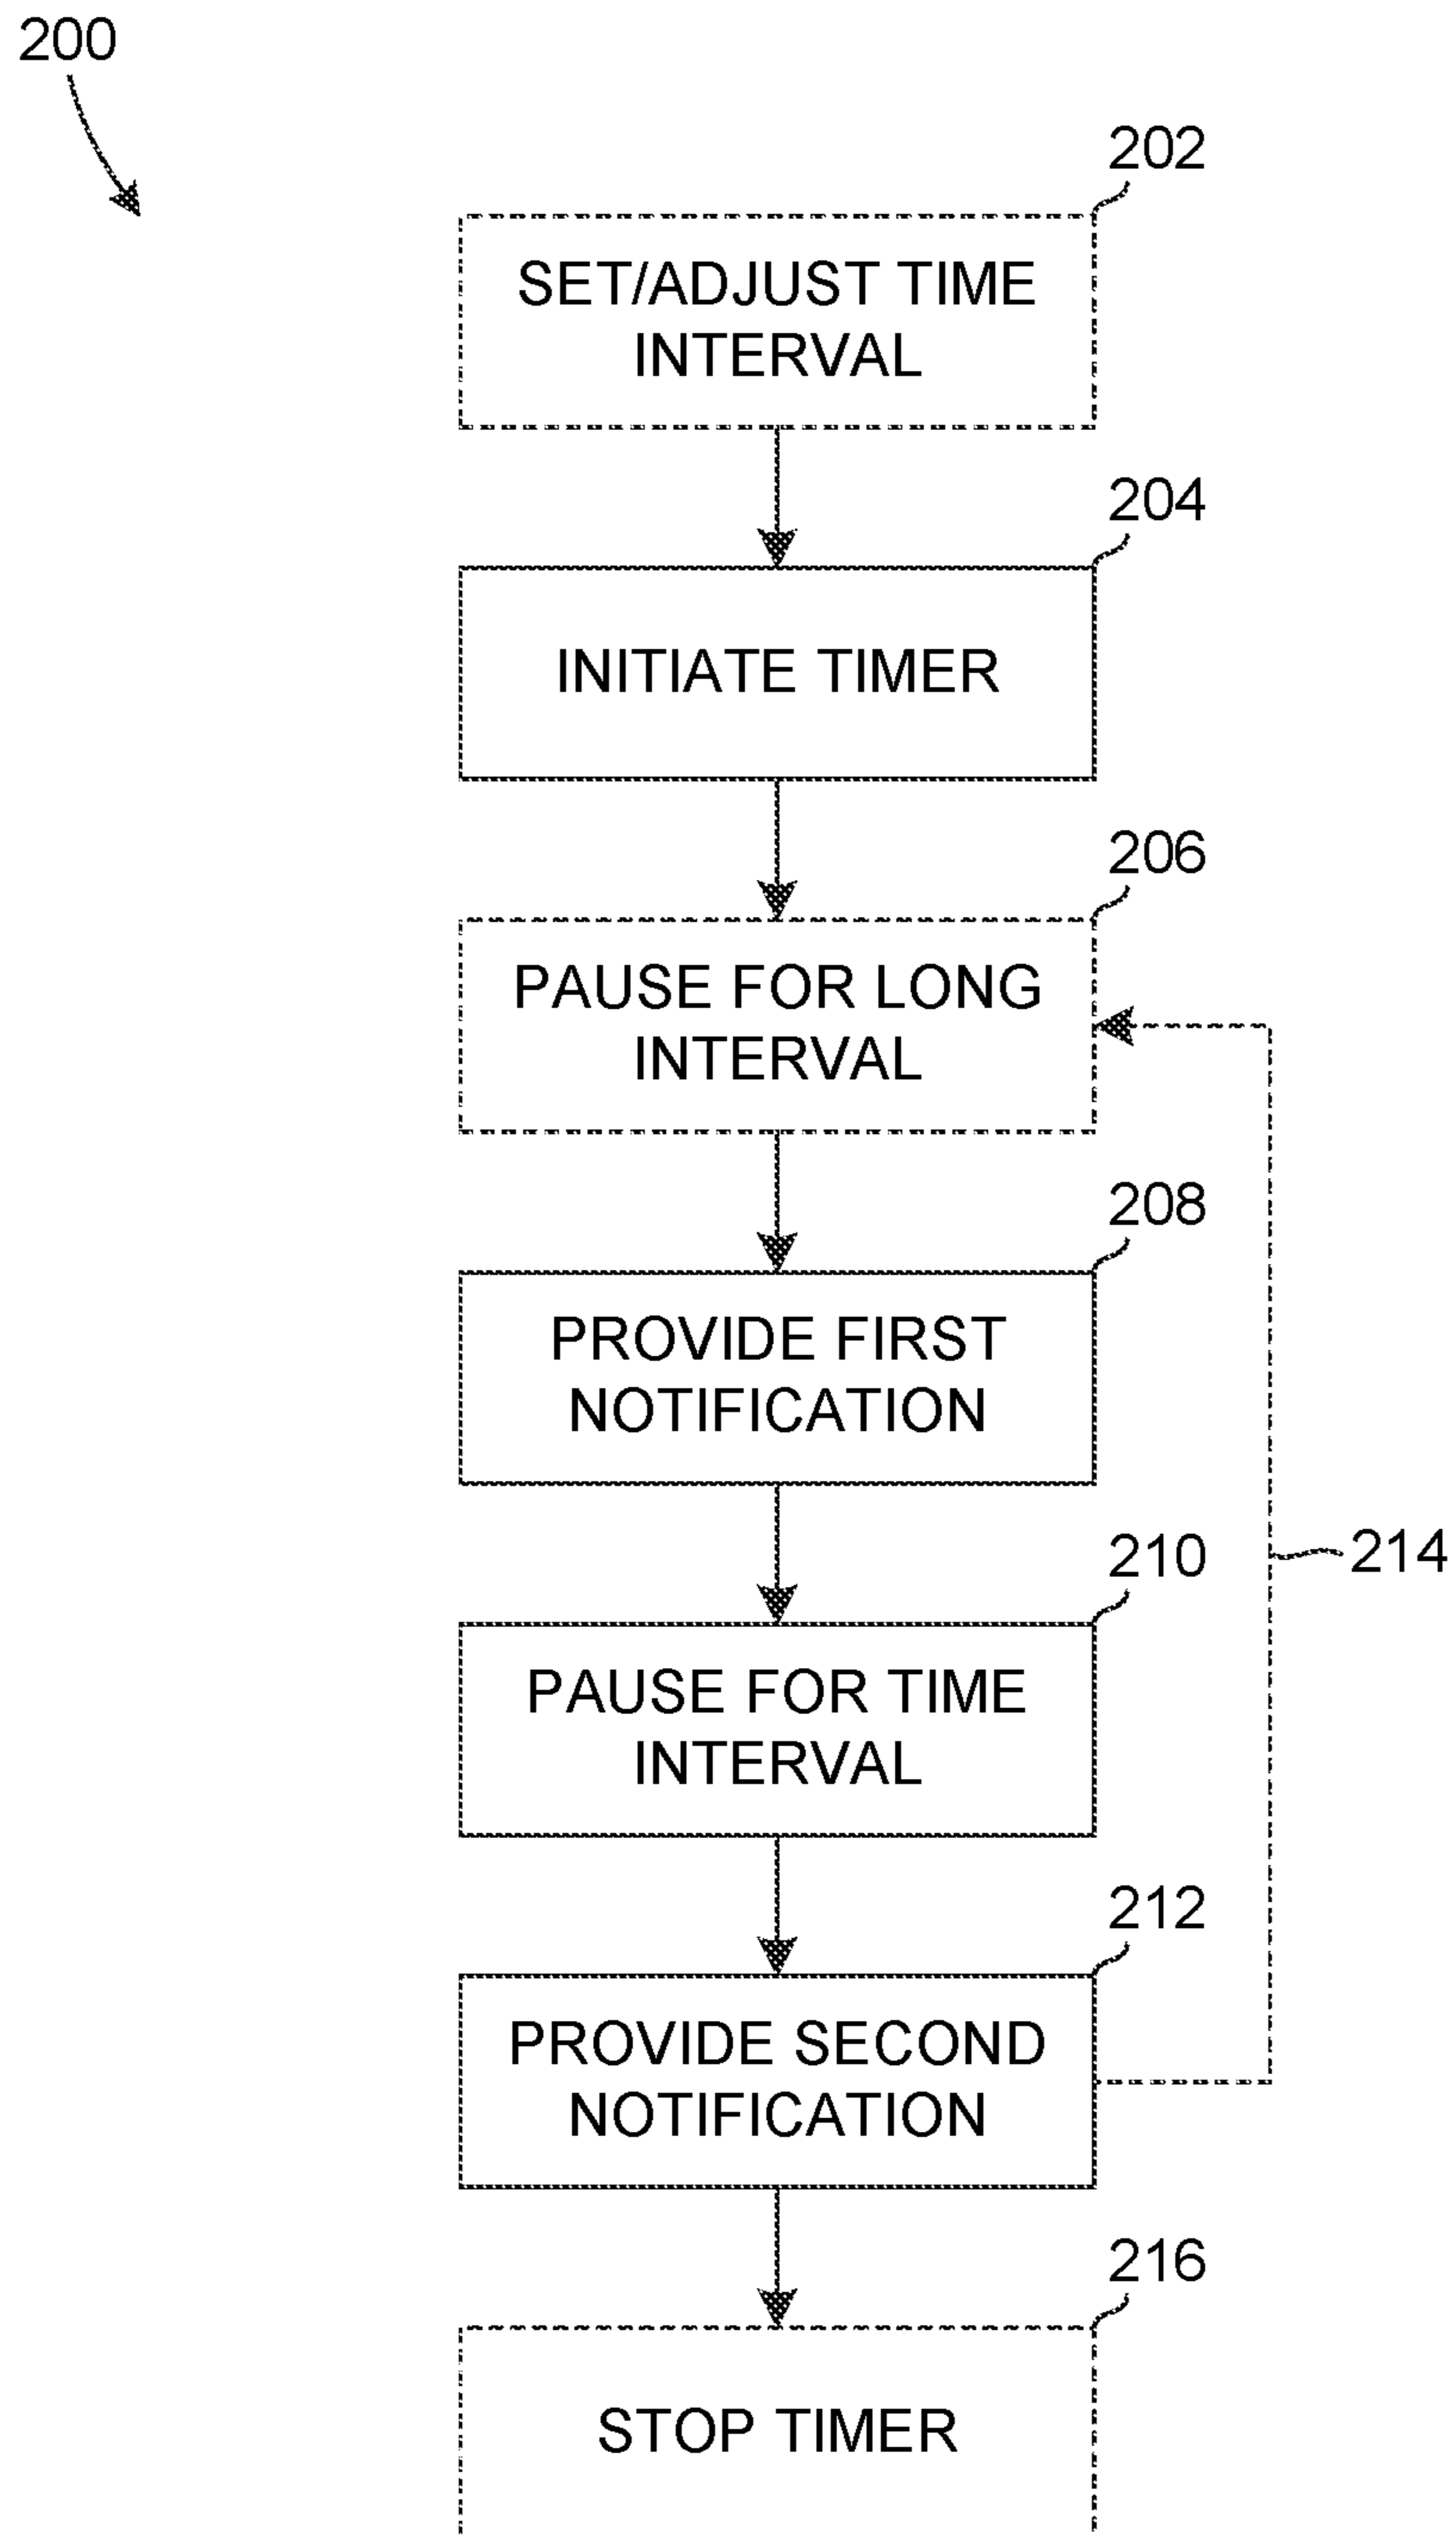 200
202
SET/ADJUST TIME
INTERVAL
204
INITIATE TIMER
206
PAUSE FOR LONG
INTERVAL
208
PROVIDE FIRST
NOTIFICATION
210
214
PAUSE FOR TIME
INTERVAL
212
PROVIDE SECOND
NOTIFICATION
216
STOP TIMER